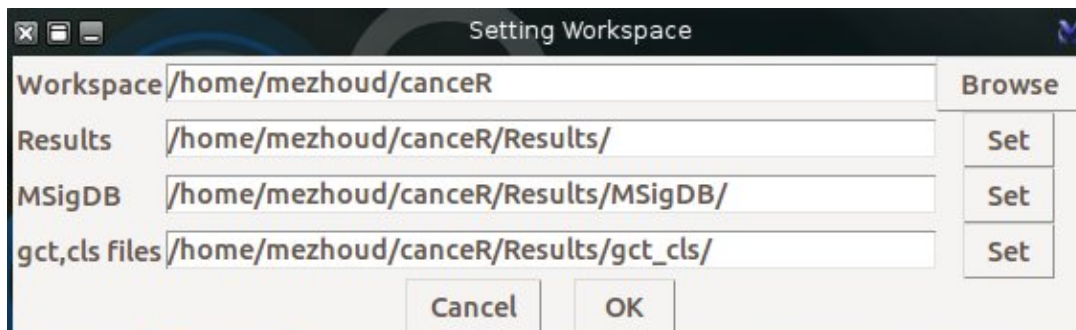 Setting Workspace
Workspace /home/mezhoud/canceR Browse
Results /home/mezhoud/canceR/Results/ Set
MSigDB /home/mezhoud/canceR/Results/MSigDB/ Set
gct,cls files /home/mezhoud/canceR/Results/gct_cls/ Set
Cancel OK